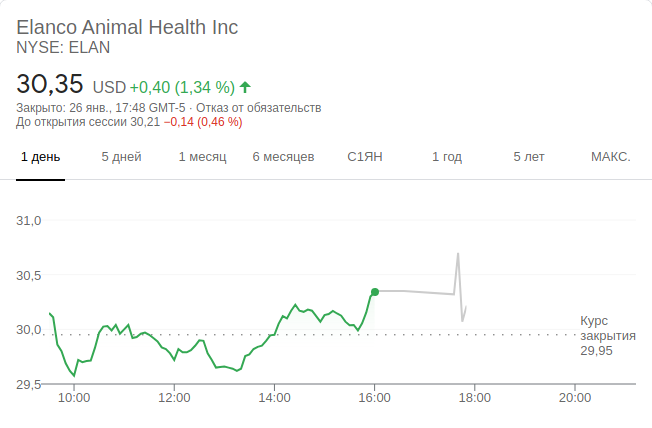 Elanco Animal Health Inc
NYSE: ELAN
30,35 USD +0,40 (1,34 %)
Закрыто: 26 янв., 17:48 GMT-5 · Отказ от обязательств
До открытия сессии 30,21 −0,14 (0,46 %)
1 день 5 дней 1 месяц 6 месяцев С1ЯН 1 год 5 лет МАКС.
31,0
30,5
30,0
29,5
Курс
закрытия
29,95
10:00 12:00 14:00 16:00 18:00 20:00